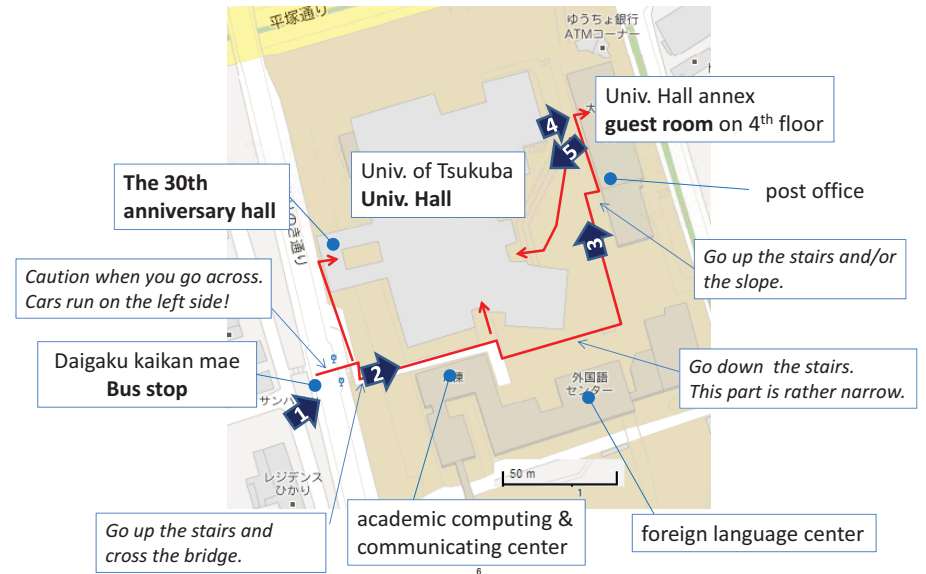 平塚通り
ゆうちょ銀行
ATMコーナー
Univ. Hall annex
guest room on 4th floor
4
5
Univ. of Tsukuba
Univ. Hall
The 30th
anniversary hall
post office
3
Go up the stairs and/or
the slope.
Caution when you go across.
Cars run on the left side!
Daigaku kaikan mae
Bus stop
2
1
Go down the stairs.
This part is rather narrow.
外国語
センター
レジデンス
ひかり
50 m
1
Go up the stairs and
cross the bridge.
academic computing &
communicating center
foreign language center
6